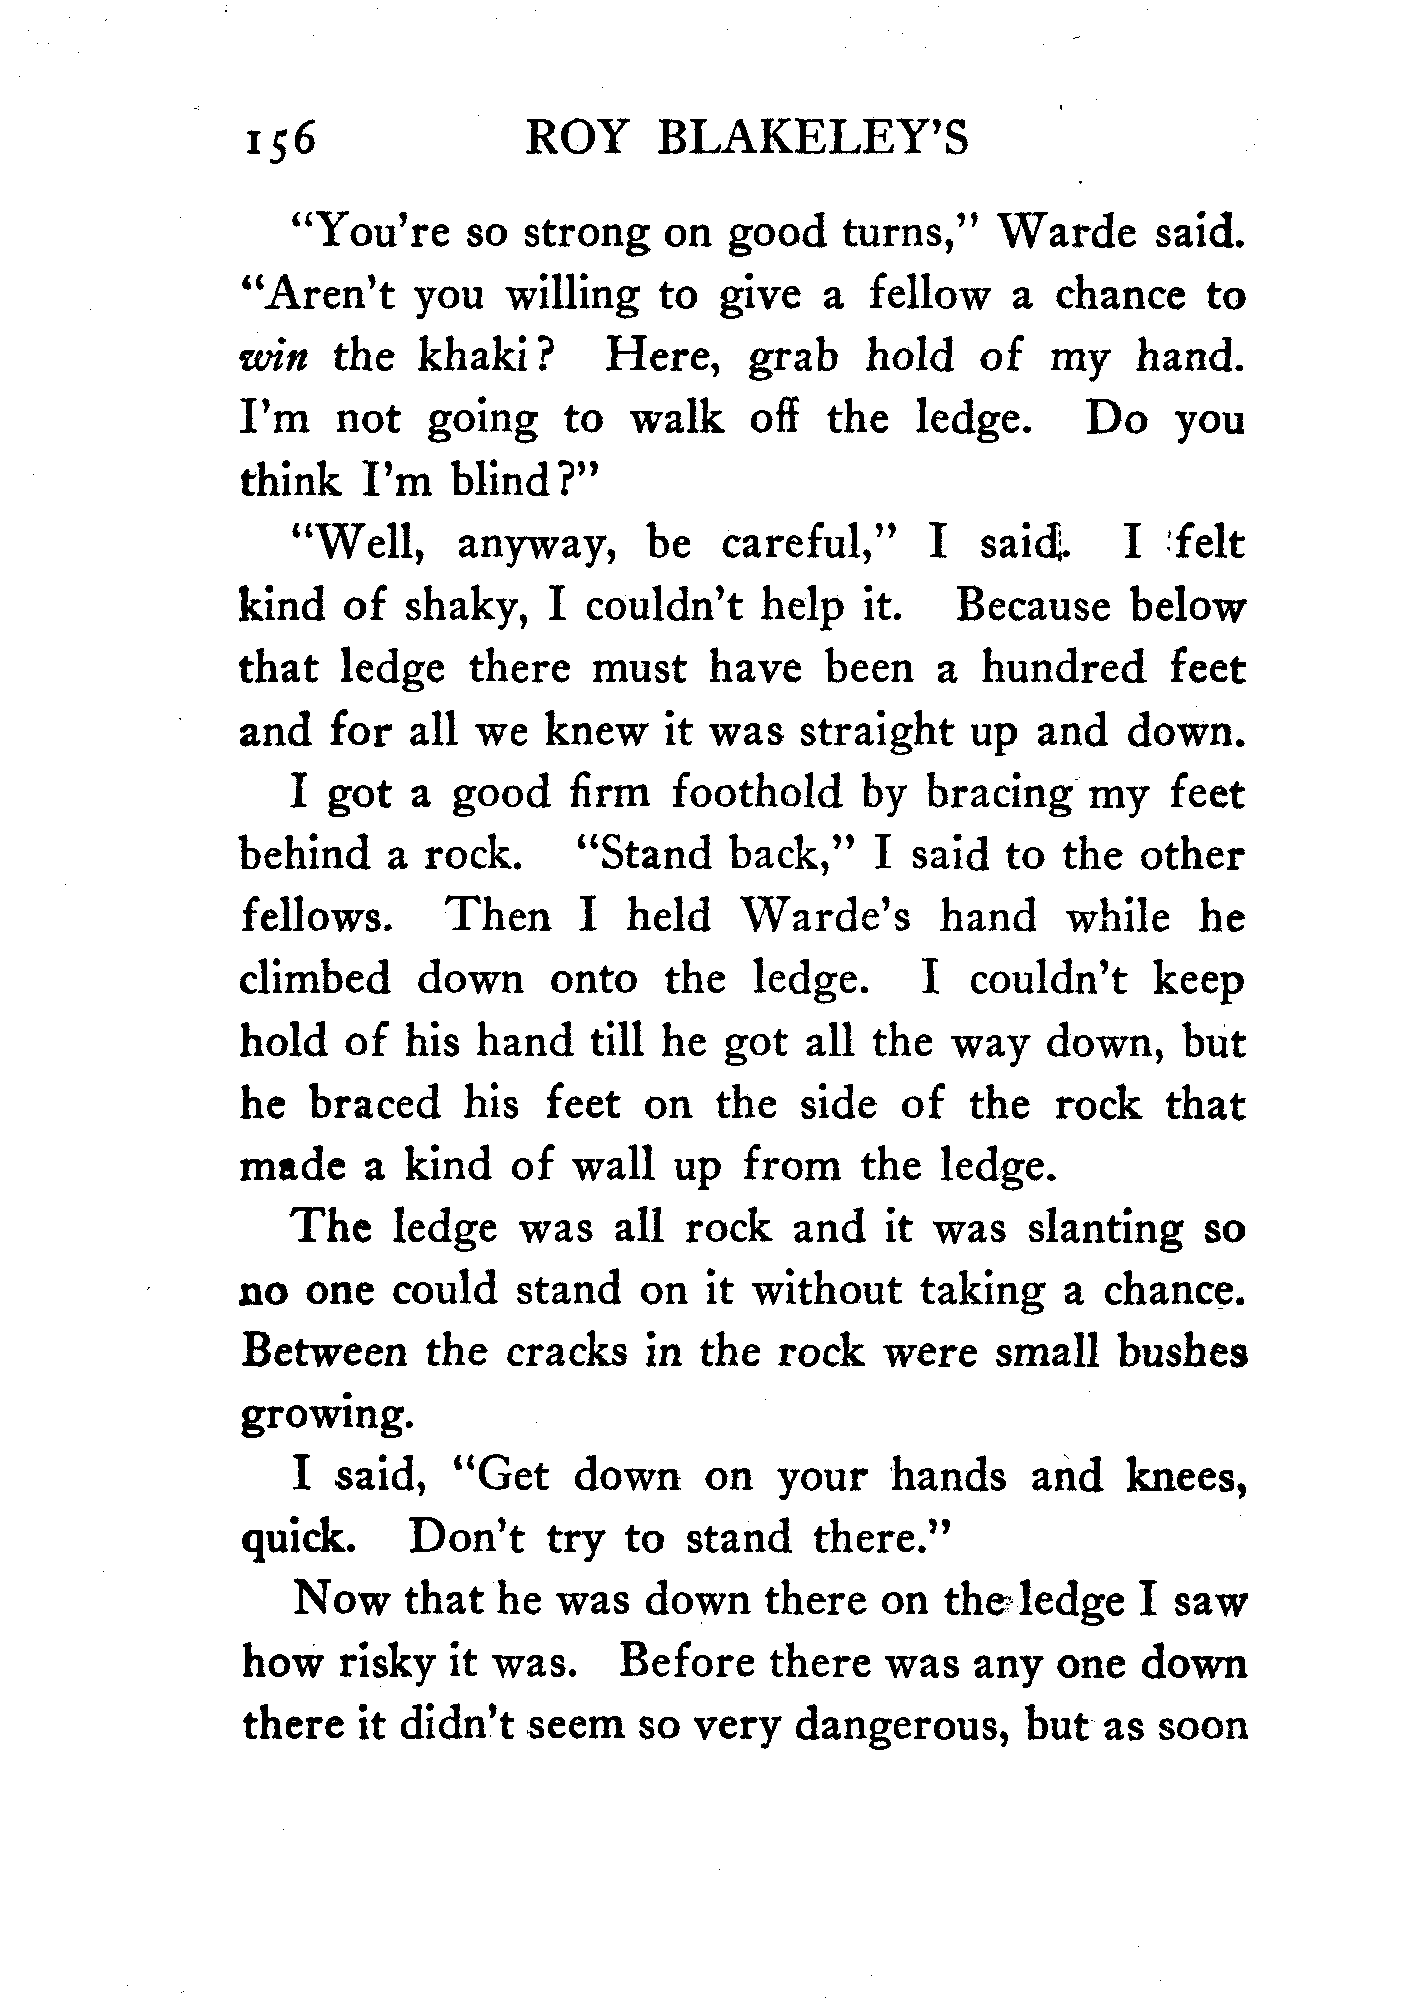 156 ROY BLAKELEY'S
"You're so strong on good turns," Warde said.
"Aren't you willing to give a fellow a chance to
win the khaki? Here, grab hold of my hand.
I'm not going to walk off the ledge. Do you
think I'm blind?"
"Well, anyway, be careful," I said. I felt
kind of shaky, I couldn't help it. Because below
that ledge there must have been a hundred feet
and for all we knew it was straight up and down.
I got a good firm foothold by bracing my feet
behind a rock. "Stand back," I said to the other
fellows. Then I held Warde's hand while he
climbed down onto the ledge. I couldn't keep
hold of his hand till he got all the way down, but
he braced his feet on the side of the rock that
made a kind of wall up from the ledge.
The ledge was all rock and it was slanting so
no one could stand on it without taking a chance.
Between the cracks in the rock were small bushes
growing.
I said, "Get down on your hands and knees,
quick. Don't try to stand there."
Now that he was down there on the ledge I saw
how risky it was. Before there was any one down
there it didn't seem so very dangerous, but as soon